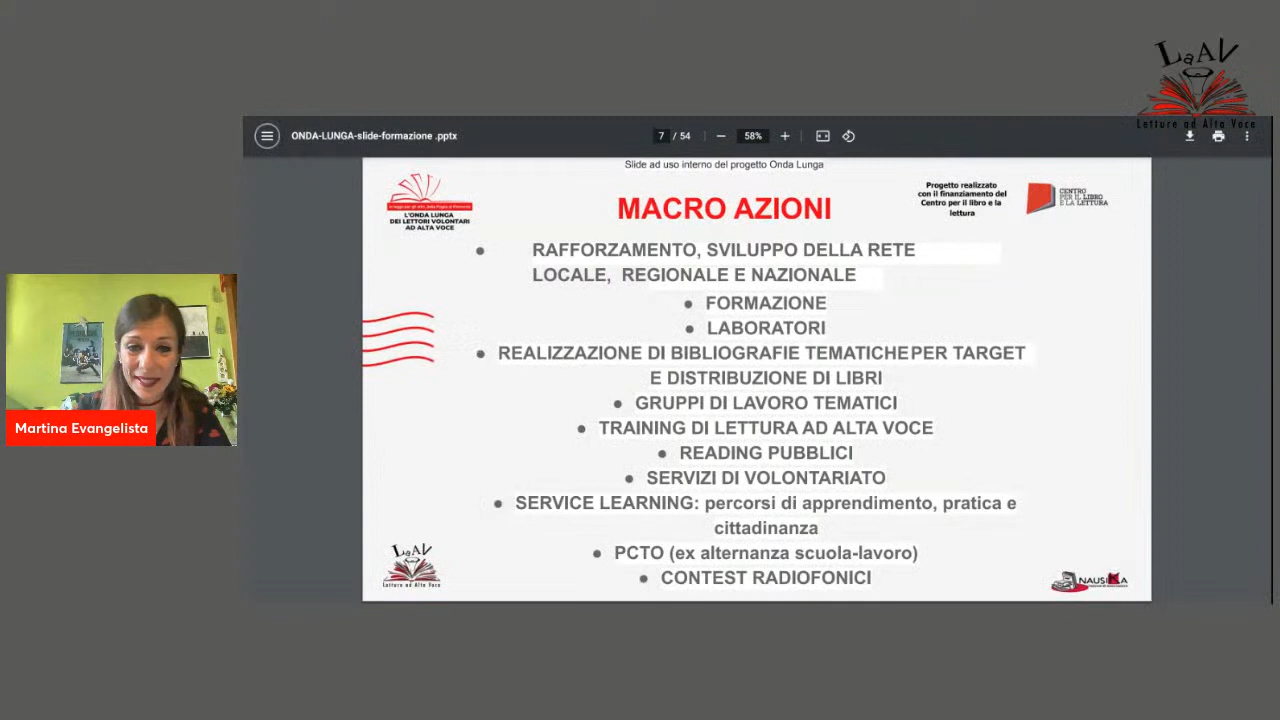 LaAV
Letture ad Alta Voce
ONDA-LUNGA-slide-formazione .pptx
7 / 54
58%
Slide ad uso interno del progetto Onda Lunga
L'ONDA LUNGA
DEI LETTORI VOLONTARI
AD ALTA VOCE
MACRO AZIONI
Progetto realizzato
con il finanziamento del
Centro per il libro e la
lettura
CENTRO
PER IL LIBRO
E LA LETTURA
● RAFFORZAMENTO, SVILUPPO DELLA RETE
LOCALE, REGIONALE E NAZIONALE
● FORMAZIONE
● LABORATORI
● REALIZZAZIONE DI BIBLIOGRAFIE TEMATICHE PER TARGET
E DISTRIBUZIONE DI LIBRI
● GRUPPI DI LAVORO TEMATICI
● TRAINING DI LETTURA AD ALTA VOCE
● READING PUBBLICI
● SERVIZI DI VOLONTARIATO
● SERVICE LEARNING: percorsi di apprendimento, pratica e
cittadinanza
● PCTO (ex alternanza scuola-lavoro)
● CONTEST RADIOFONICI
Martina Evangelista
LaAV
Letture ad Alta Voce
NAUSIKA